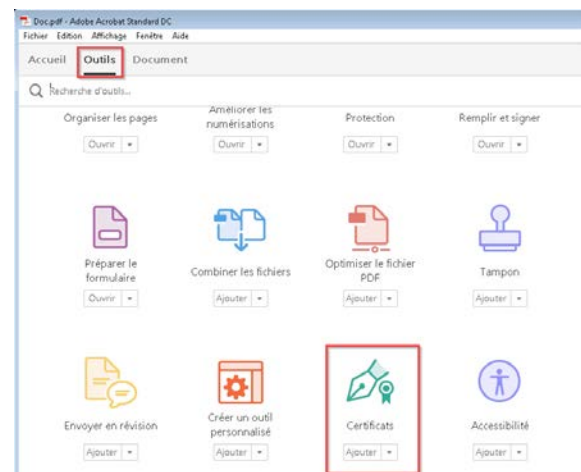 Doc.pdf - Adobe Acrobat Standard DC
Fichier Edition Affichage Fenêtre Aide
Accueil Outils Document
Recherche d'outils...
Organiser les pages
Améliorer les
numérisations
Protection
Remplir et signer
Ouvrir
Ouvrir
Ouvrir
Ouvrir
Préparer le
formulaire
Combiner les fichiers
Optimiser le fichier
PDF
Tampon
Ouvrir
Ajouter
Ajouter
Ajouter
Envoyer en révision
Créer un outil
personnalisé
Certificats
Accessibilité
Ajouter
Ajouter
Ajouter
Ajouter